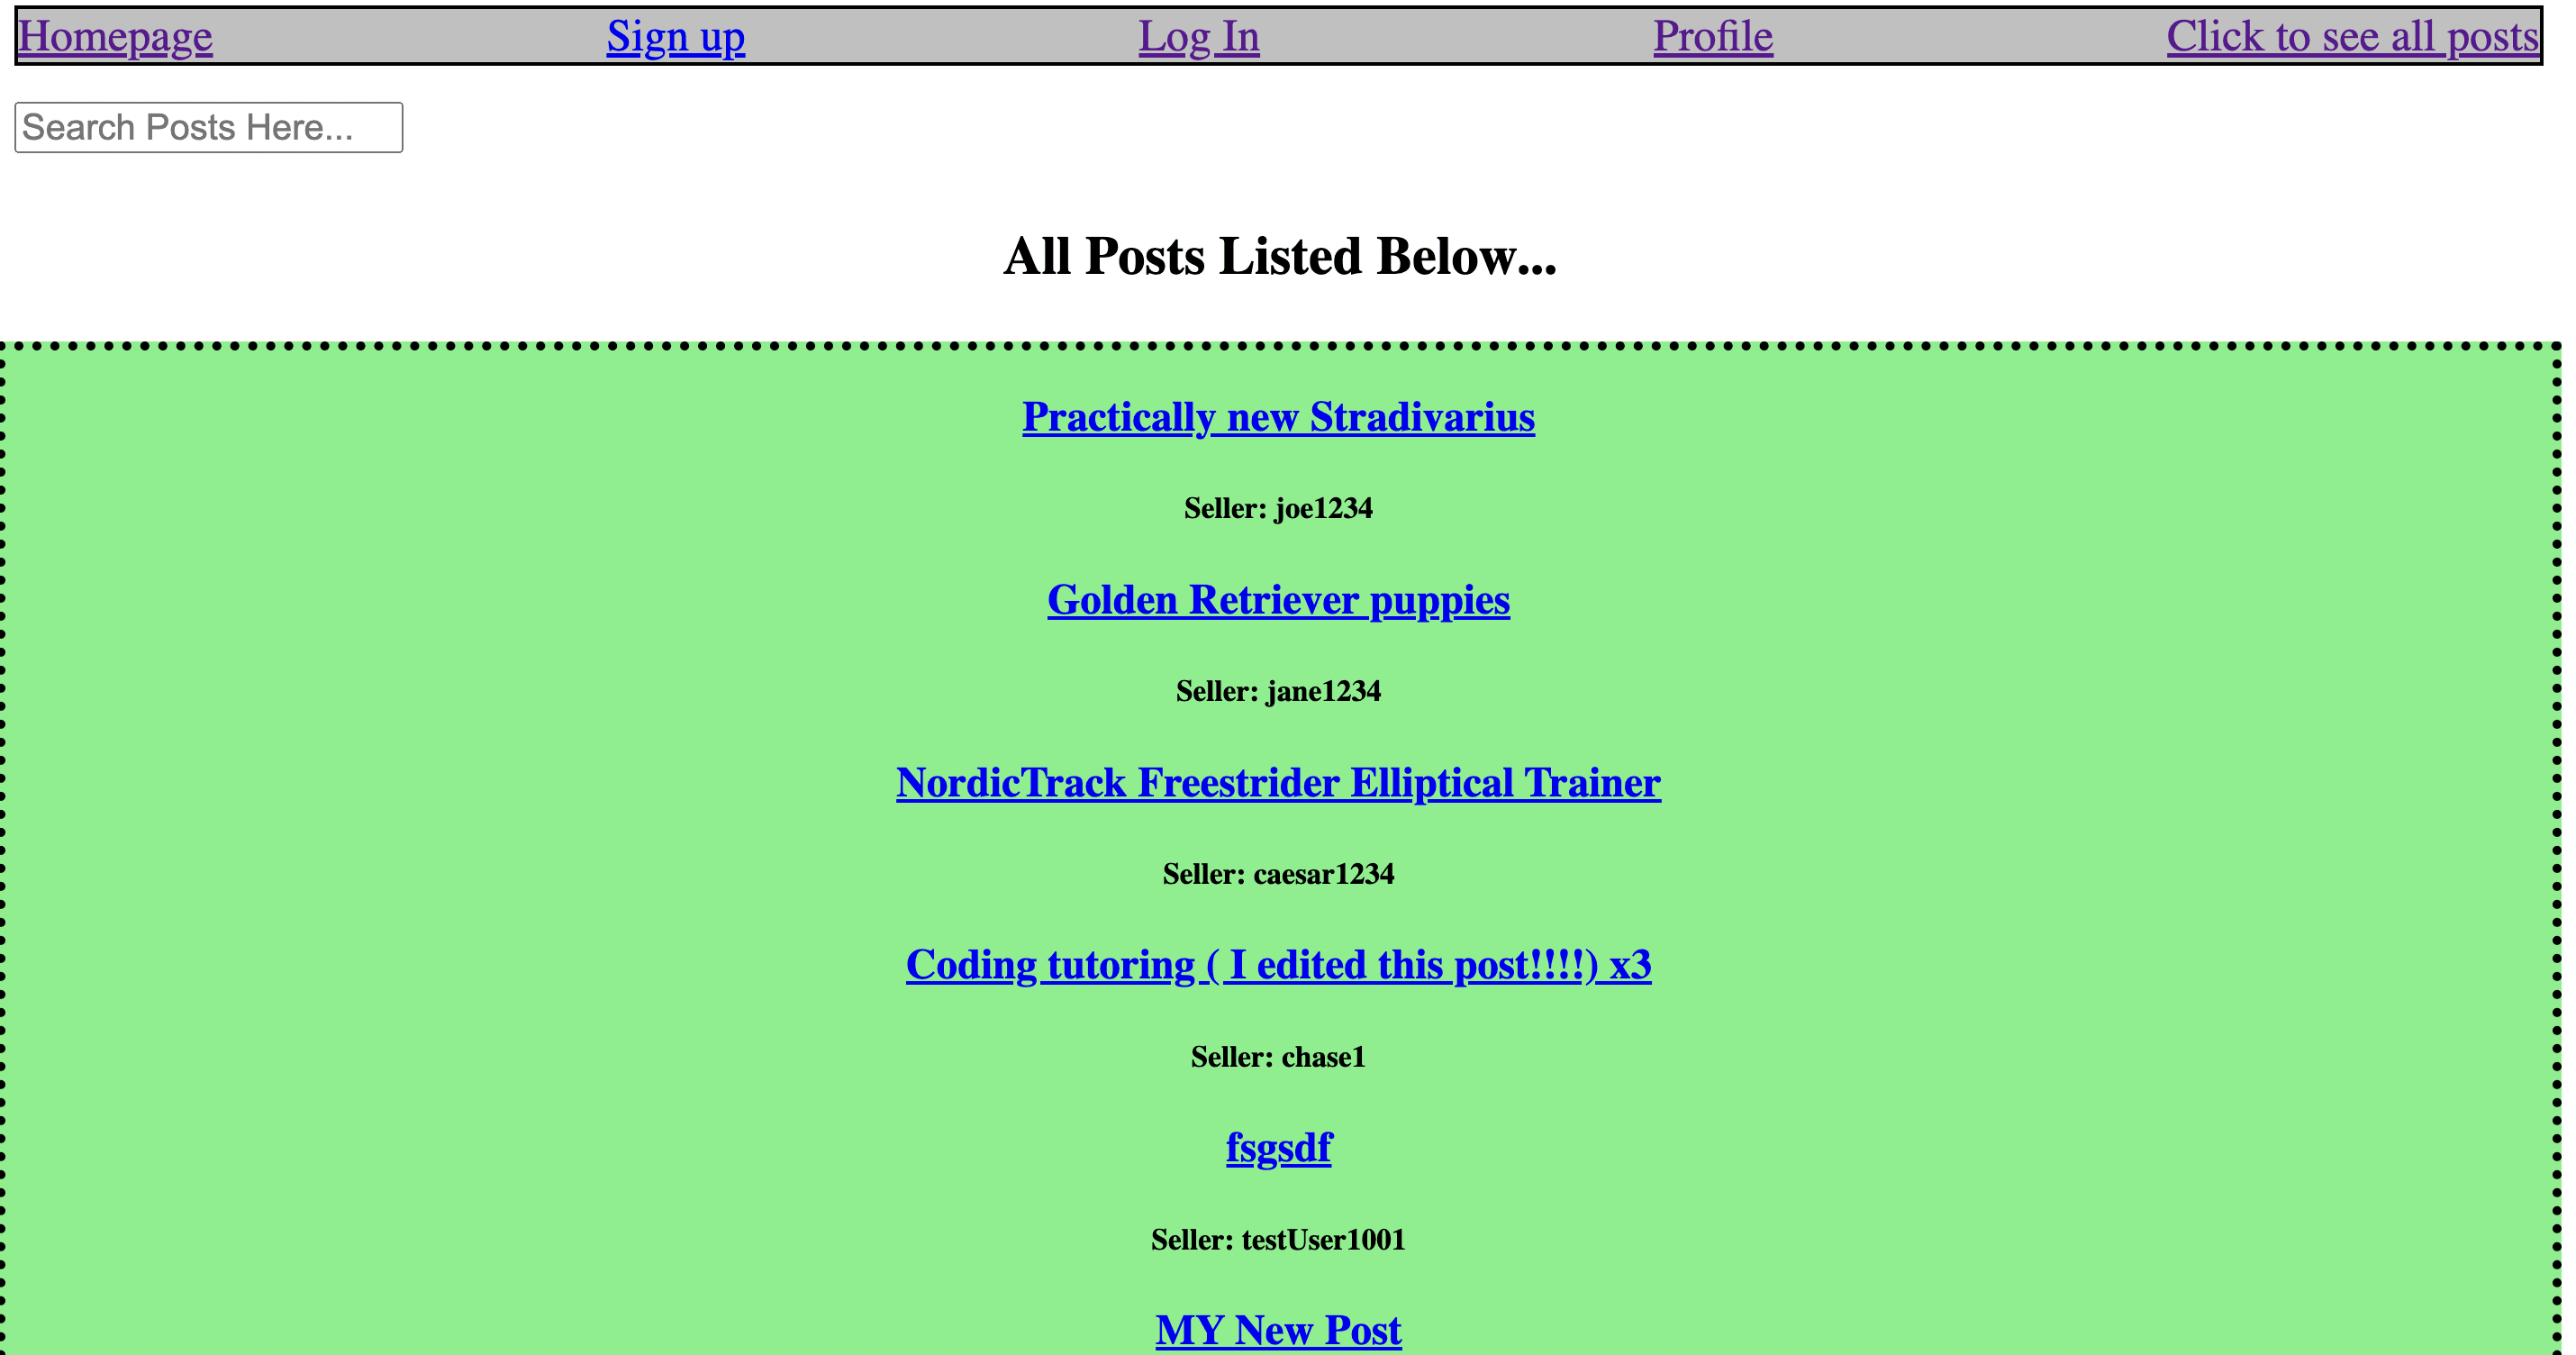 Homepage Sign up Log In Profile Click to see all posts
Search Posts Here...
All Posts Listed Below...
Practically new Stradivarius
Seller: joe1234
Golden Retriever puppies
Seller: jane1234
NordicTrack Freestrider Elliptical Trainer
Seller: caesar1234
Coding tutoring ( I edited this post!!!!) x3
Seller: chase1
fsgsdf
Seller: testUser1001
MY New Post